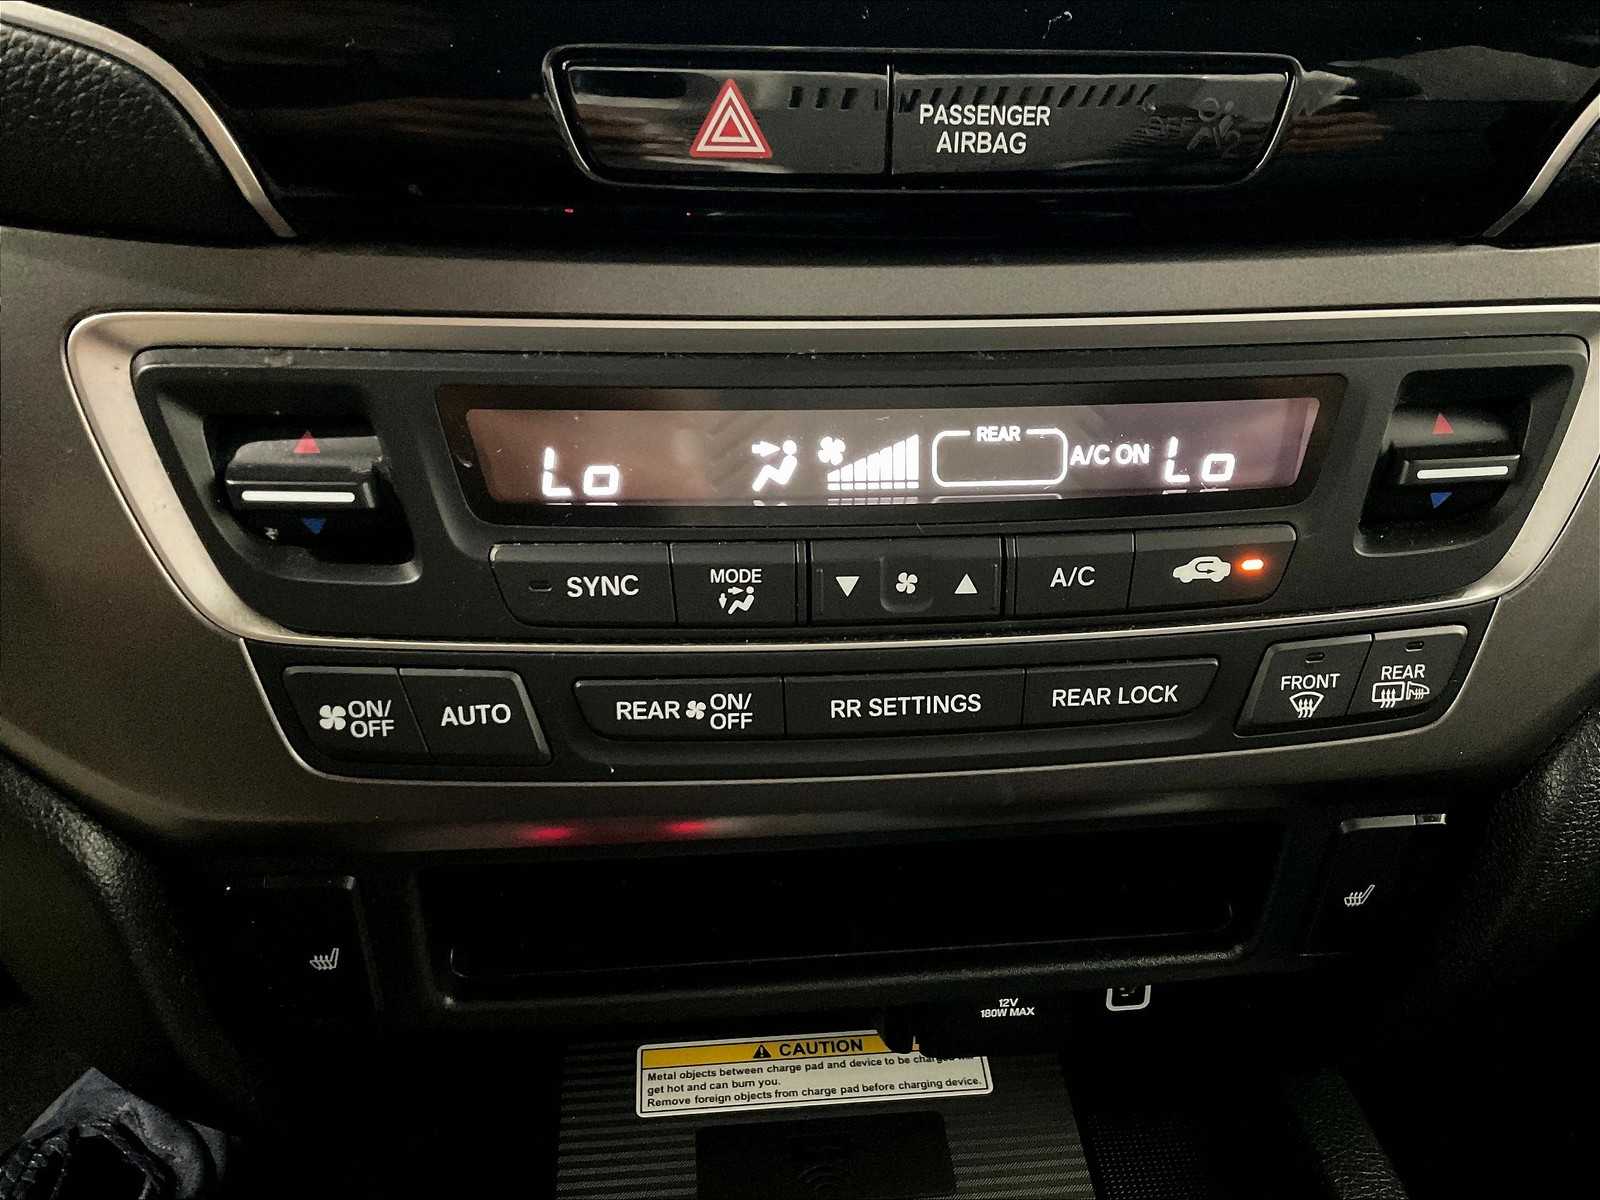 PASSENGER
AIRBAG
OFF
2
Lo
REAR
A/C ON
Lo
SYNC
MODE
A/C
ON/
OFF
AUTO
REAR ON/
OFF
RR SETTINGS
REAR LOCK
FRONT
REAR
12V
180W MAX
CAUTION
Metal objects between charge pad and device to be charged will
get hot and can burn you.
Remove foreign objects from charge pad before charging device.